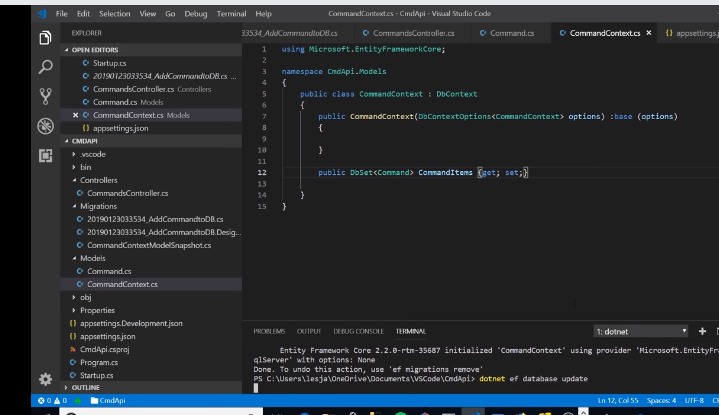 File Edit Selection View Go Debug Terminal Help CommandContext.cs - CmdApi - Visual Studio Code
EXPLORER 33534_AddCommandtoDB.cs CommandsController.cs Command.cs CommandContext.cs × {} appsettings.j
OPEN EDITORS
Startup.cs
20190123033534_AddCommandtoDB.cs ...
CommandsController.cs Controllers
Command.cs Models
× CommandContext.cs Models
{} appsettings.json
CMDAPI
.vscode
bin
Controllers
CommandsController.cs
Migrations
20190123033534_AddCommandtoDB.cs
20190123033534_AddCommandtoDB.Desig...
CommandContextModelSnapshot.cs
Models
Command.cs
CommandContext.cs
obj
Properties
{} appsettings.Development.json
{} appsettings.json
CmdApi.csproj
Program.cs
Startup.cs
OUTLINE
1 using Microsoft.EntityFrameworkCore;
2
3 namespace CmdApi.Models
4 {
5 public class CommandContext : DbContext
6 {
7 public CommandContext(DbContextOptions<CommandContext> options) :base (options)
8 {
9
10 }
11
12 public DbSet<Command> CommandItems {get; set;}
13
14 }
15 }
PROBLEMS OUTPUT DEBUG CONSOLE TERMINAL 1: dotnet
Entity Framework Core 2.2.0-rtm-35687 initialized 'CommandContext' using provider 'Microsoft.EntityFra
qlServer' with options: None
Done. To undo this action, use 'ef migrations remove'
PS C:\Users\lesja\OneDrive\Documents\VSCode\CmdApi> dotnet ef database update
0 0 CmdApi Ln 12, Col 55 Spaces: 4 UTF-8